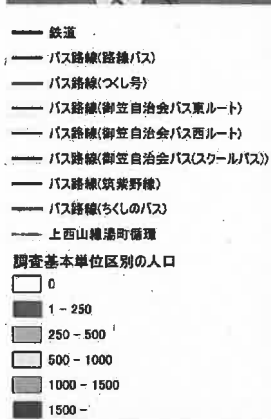 鉄道
バス路線(路線バス)
バス路線(つくし号)
バス路線(御笠自治会バス東ルート)
バス路線(御笠自治会バス西ルート)
バス路線(御笠自治会バス(スクールバス))
バス路線(筑紫野線)
バス路線(ちくしのバス)
上西山線湯町循環
調査基本単位区別の人口
0
1 - 250
250 - 500
500 - 1000
1000 - 1500
1500 -